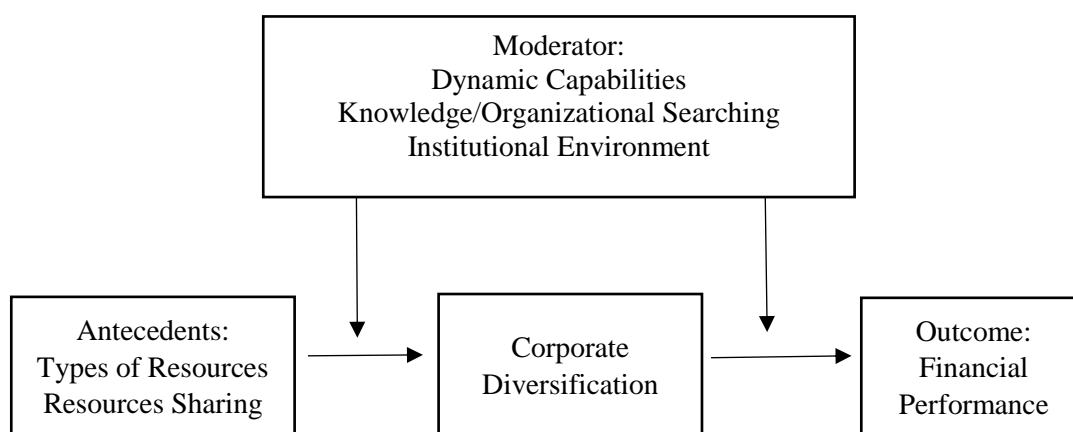 Moderator:
Dynamic Capabilities
Knowledge/Organizational Searching
Institutional Environment
Antecedents:
Types of Resources
Resources Sharing
Corporate
Diversification
Outcome:
Financial
Performance